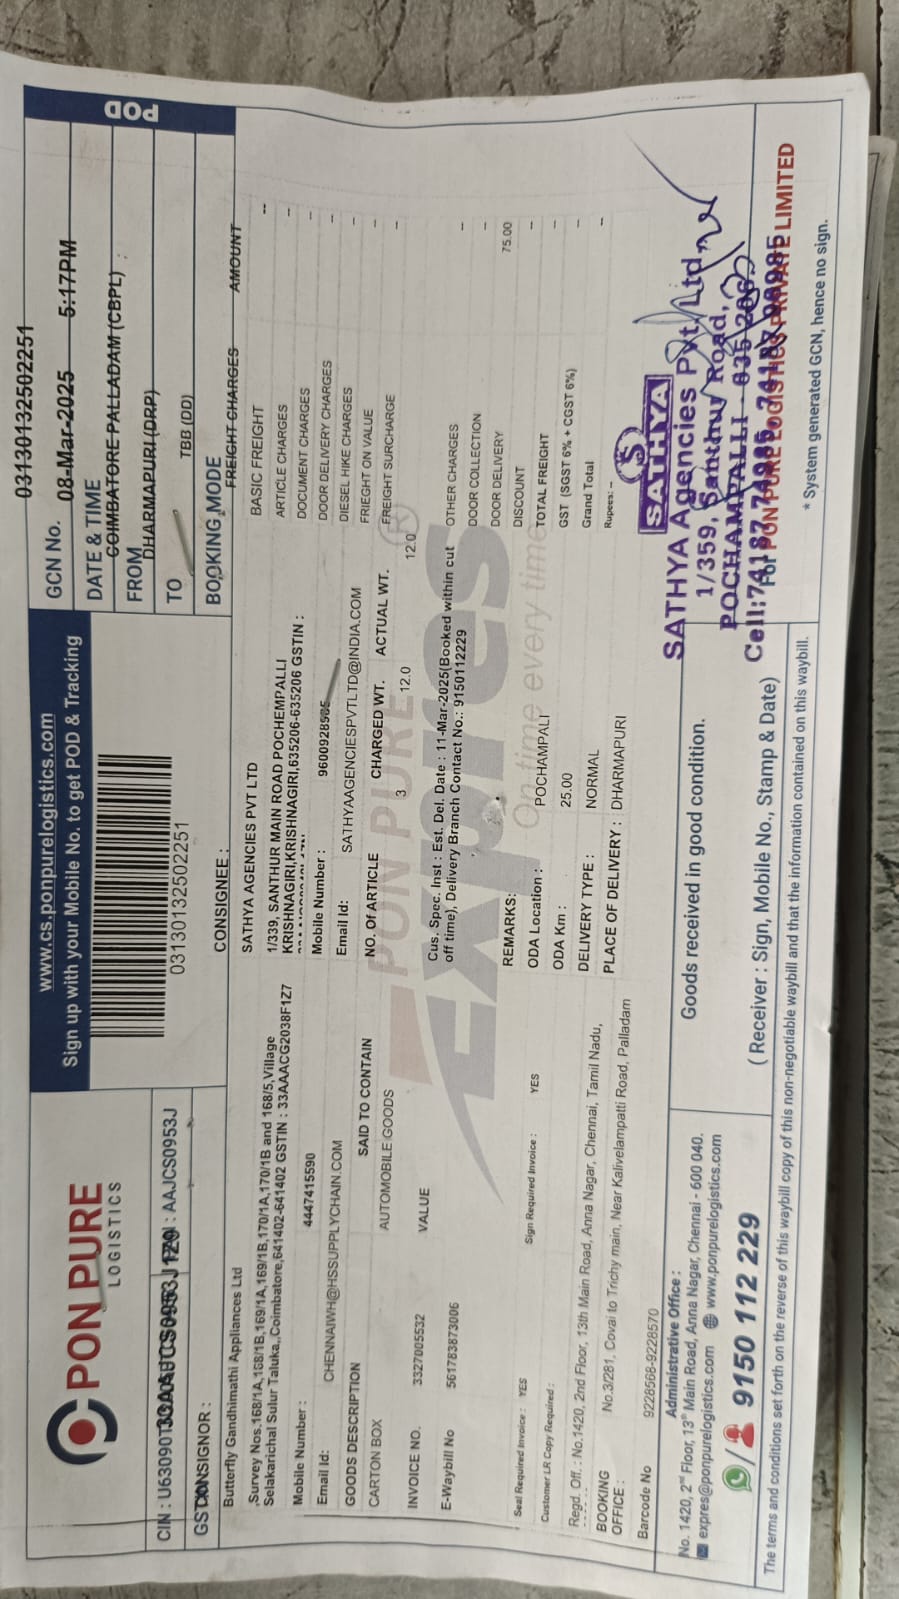 PON PURE
LOGISTICS
www.cs.ponpurelogistics.com
Sign up with your Mobile No. to get POD & Tracking
03130132502251
POD
GCN No. 03130132502251
DATE & TIME 08-Mar-2025 5:17PM
FROM COIMBATORE PALLADAM (CBPL)
TO DHARMAPURI (DRP)
BOOKING MODE TBB (DD)
AAJCS0953J
CONSIGNOR :
Butterfly Gandhimathi Appliances Ltd
,Survey Nos.168/1A,168/1B,169/1A,169/1B,170/1A,170/1B and 168/5,Village
Selakarichal Sulur Taluka,,Coimbatore,641402-641402 GSTIN : 33AAACG2038F1Z7
Mobile Number : 4447415590
Email Id: CHENNAIWH@HSSUPPLYCHAIN.COM
CONSIGNEE :
SATHYA AGENCIES PVT LTD
1/339, SANTHUR MAIN ROAD POCHEMPALLI
KRISHNAGIRI,KRISHNAGIRI,635206-635206 GSTIN :
Mobile Number :
Email Id: SATHYAAGENCIESPVTLTD@INDIA.COM
GOODS DESCRIPTION SAID TO CONTAIN NO. Of ARTICLE CHARGED WT. ACTUAL WT.
CARTON BOX AUTOMOBILE GOODS 3 12.0 12.0
INVOICE NO. 3327005532 VALUE
E-Waybill No 561783873006
Cus. Spec. Inst : Est. Del. Date : 11-Mar-2025(Booked within cut
off time), Delivery Branch Contact No.: 9150112229
FREIGHT CHARGES AMOUNT
BASIC FREIGHT --
ARTICLE CHARGES --
DOCUMENT CHARGES --
DOOR DELIVERY CHARGES --
DIESEL HIKE CHARGES --
FRIEGHT ON VALUE --
FREIGHT SURCHARGE --
OTHER CHARGES --
DOOR COLLECTION --
DOOR DELIVERY 75.00
DISCOUNT --
TOTAL FREIGHT --
GST (SGST 6% + CGST 6%) --
Grand Total --
Rupees: --
PON PURE
Expres
On time every time
Seal Required Invoice : YES Sign Required Invoice : YES
Customer LR Copy Required :
REMARKS:
ODA Location : POCHAMPALI
ODA Km : 25.00
DELIVERY TYPE : NORMAL
PLACE OF DELIVERY : DHARMAPURI
Regd. Off. : No.1420, 2nd Floor, 13th Main Road, Anna Nagar, Chennai, Tamil Nadu,
BOOKING OFFICE : No.3/281, Covai to Trichy main, Near Kalivelampatti Road, Palladam
Barcode No 9228568-9228570
Administrative Office :
No. 1420, 2nd Floor, 13th Main Road, Anna Nagar, Chennai - 600 040.
expres@ponpurelogistics.com www.ponpurelogistics.com
9150 112 229
Goods received in good condition.
( Receiver : Sign, Mobile No., Stamp & Date)
SATHYA
SATHYA Agencies Pvt. Ltd.,
1/359, Santhur Road,
POCHAMPALLI - 635 206
For PON PURE LOGISTICS PRIVATE LIMITED
* System generated GCN, hence no sign.
The terms and conditions set forth on the reverse of this waybill copy of this non-negotiable waybill and that the information contained on this waybill.